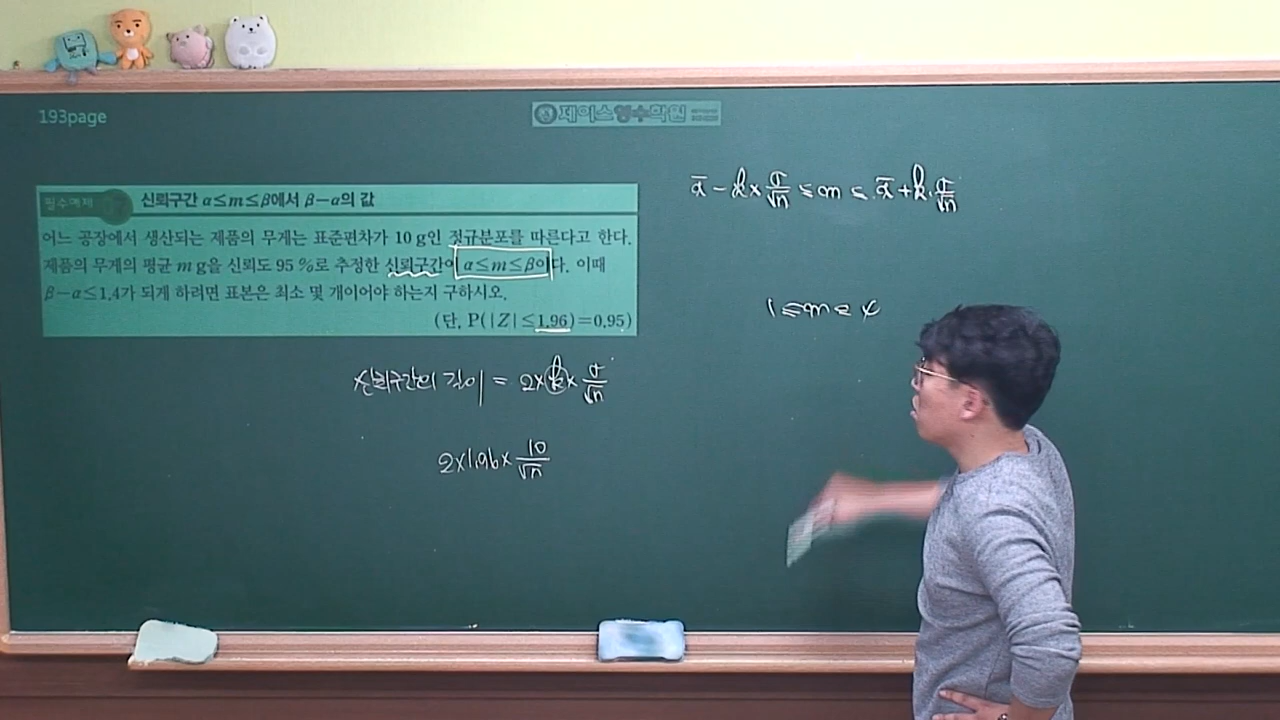 193page
제이스영수학원
필수예제 07 신뢰구간 α≤m≤β에서 β−α의 값
어느 공장에서 생산되는 제품의 무게는 표준편차가 10 g인 정규분포를 따른다고 한다.
제품의 무게의 평균 m g을 신뢰도 95 %로 추정한 신뢰구간이 α≤m≤β이다. 이때
β−α≤1.4가 되게 하려면 표본은 최소 몇 개이어야 하는지 구하시오.
(단, P(|Z|≤1.96)=0.95)
x̄ − k × σ/√n ≤ m ≤ x̄ + k · σ/√n
1 ≤ m ≤
신뢰구간의 길이 = 2×k× σ/√n
2×1.96× 10/√n